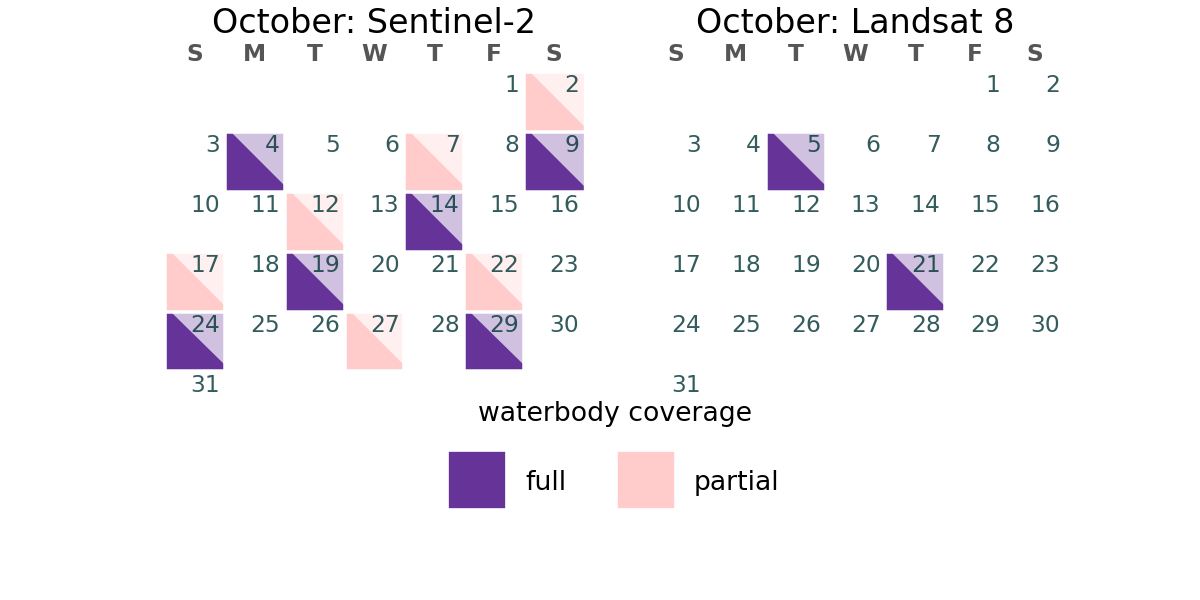 October: Sentinel-2
S M T W T F S
1 2
3 4 5 6 7 8 9
10 11 12 13 14 15 16
17 18 19 20 21 22 23
24 25 26 27 28 29 30
31
October: Landsat 8
S M T W T F S
1 2
3 4 5 6 7 8 9
10 11 12 13 14 15 16
17 18 19 20 21 22 23
24 25 26 27 28 29 30
31
waterbody coverage
full partial